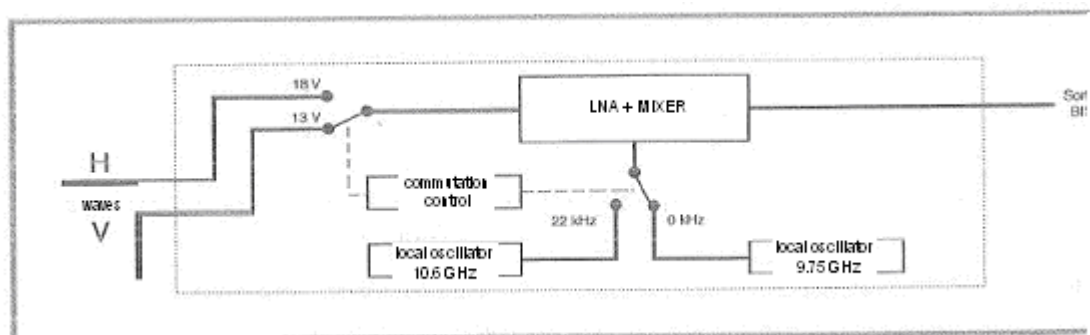 18 V
13 V
LNA + MIXER
H
waves
V
commutation
control
22 kHz
0 kHz
local oscillator
10.6 GHz
local oscillator
9.75 GHz